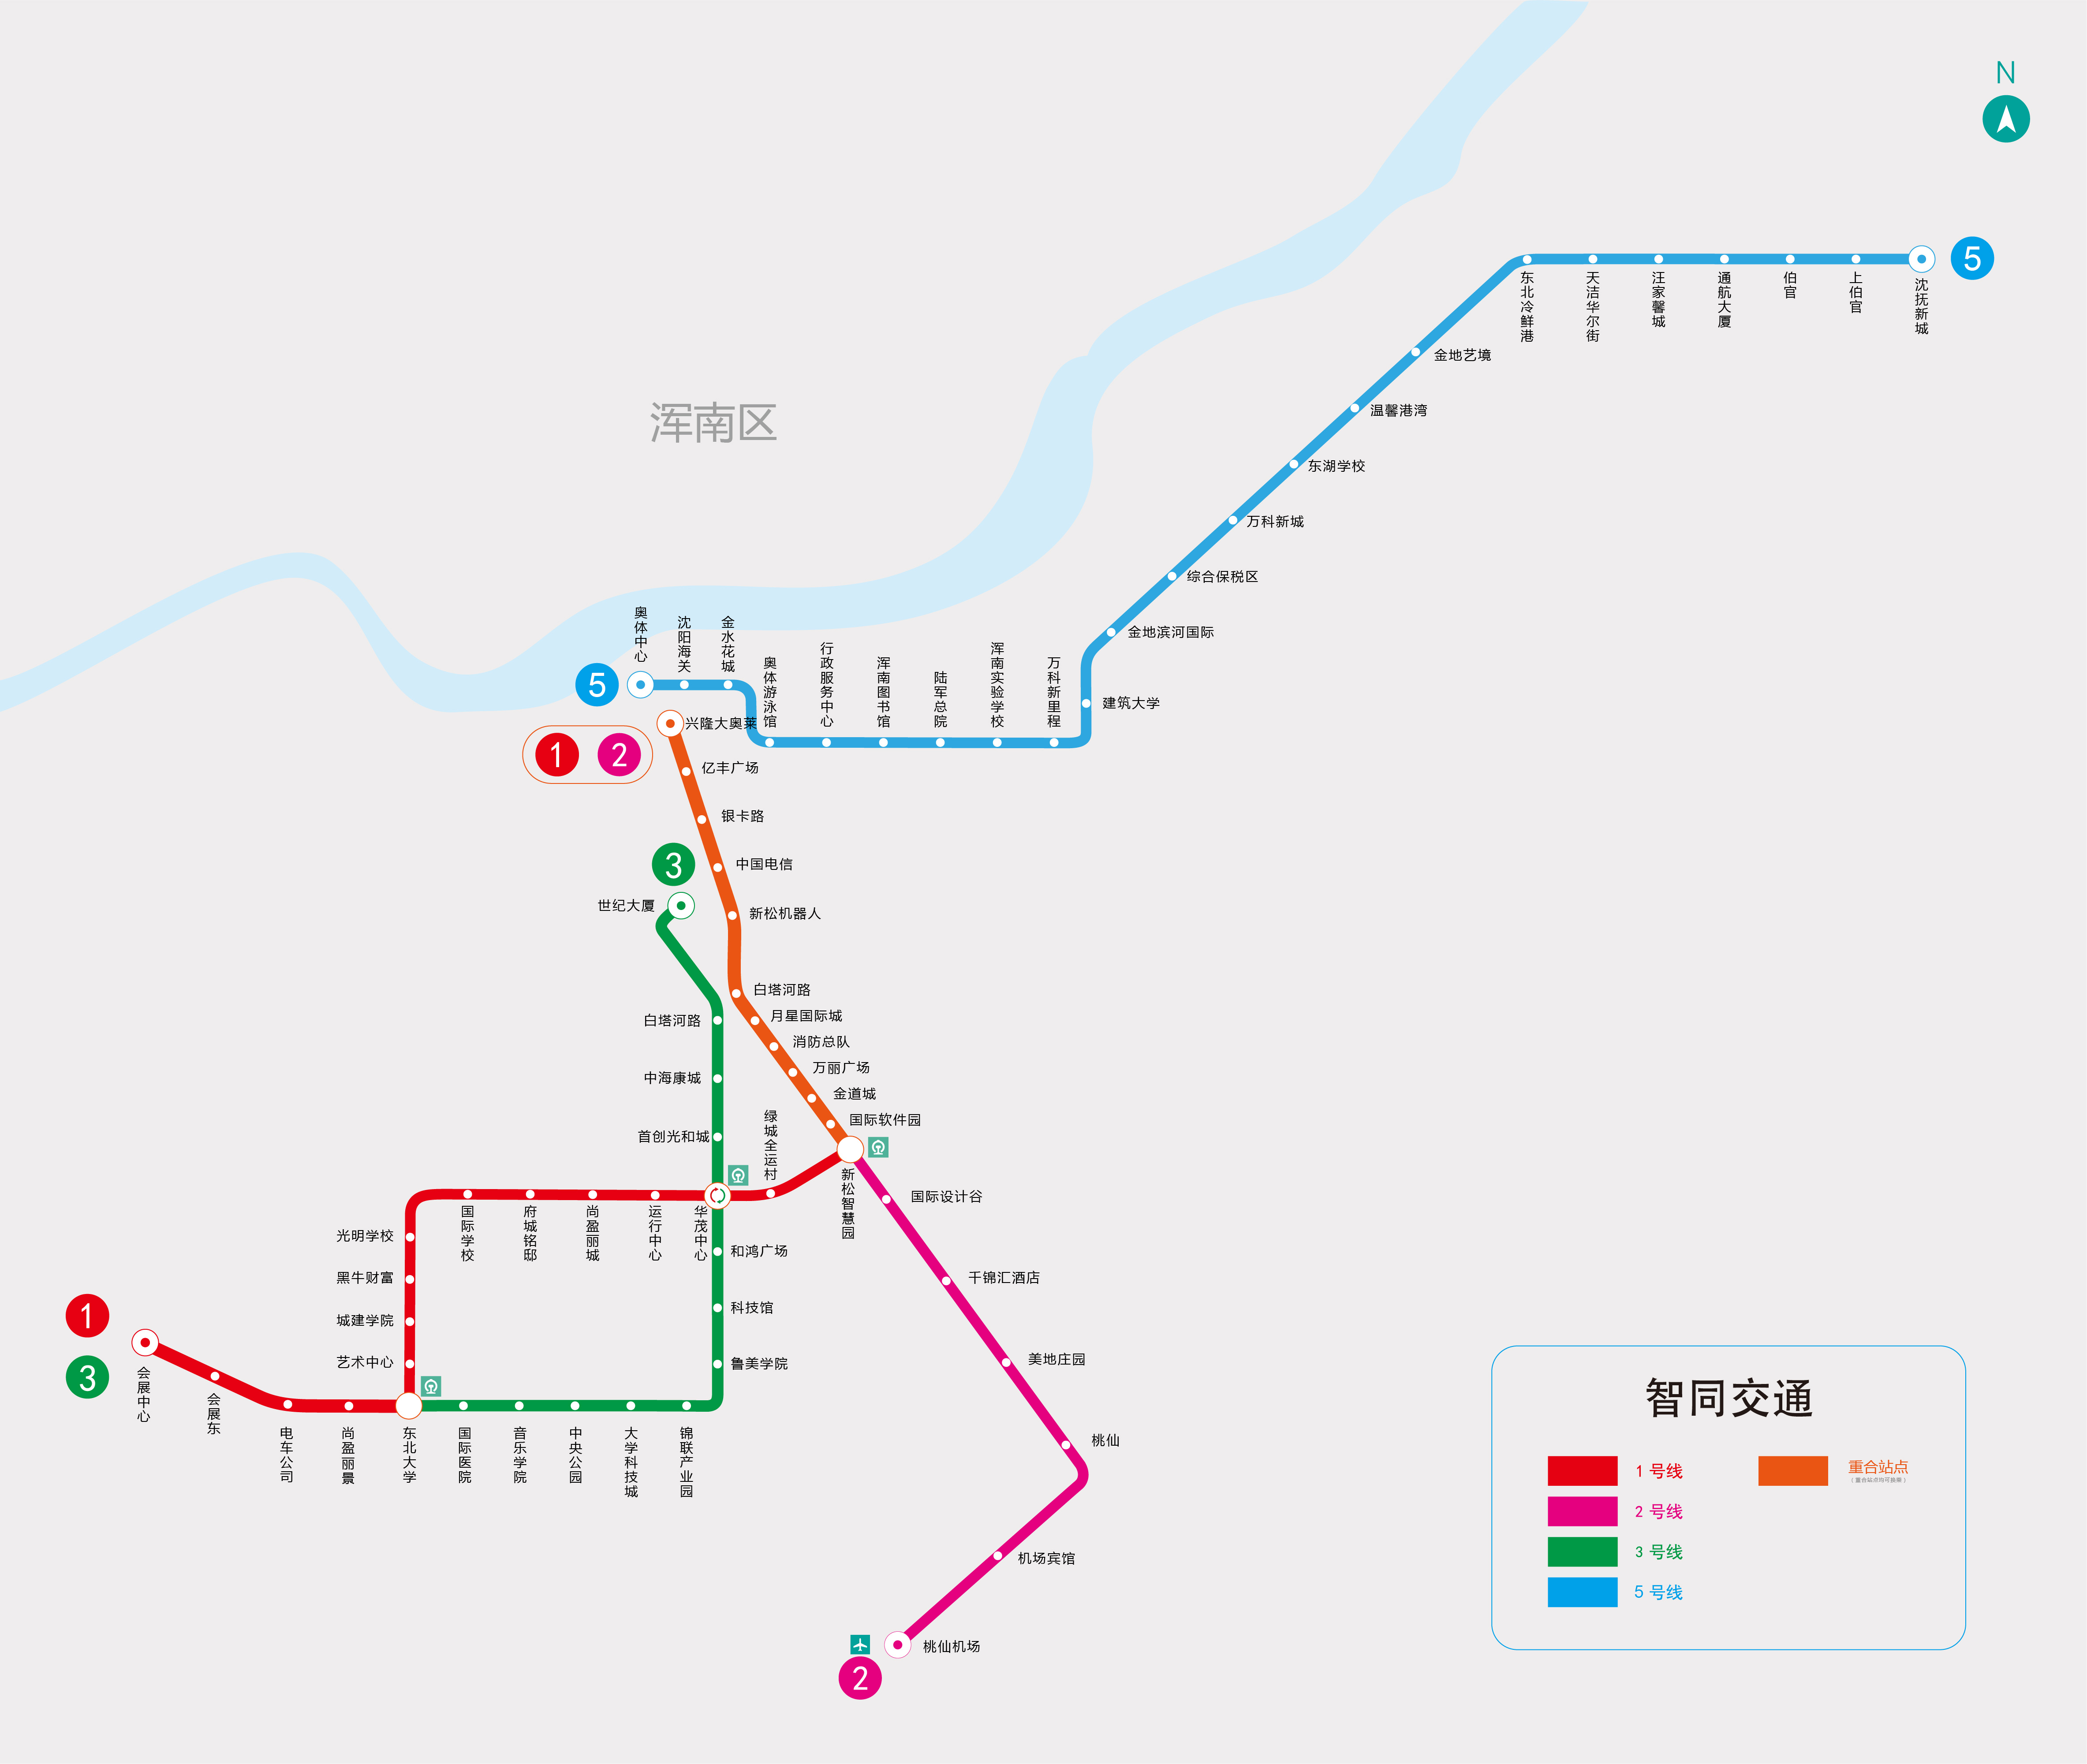 N
5
东北冷鲜港
天洁华尔街
汪家馨城
通航大厦
伯官
上伯官
沈抚新城
金地艺境
温馨港湾
东湖学校
万科新城
综合保税区
金地滨河国际
建筑大学
浑南区
5
奥体中心
沈阳海关
金水花城
奥体游泳馆
行政服务中心
浑南图书馆
陆军总院
浑南实验学校
万科新里程
1
2
兴隆大奥莱
亿丰广场
银卡路
中国电信
新松机器人
白塔河路
月星国际城
消防总队
万丽广场
金道城
国际软件园
新松智慧园
3
世纪大厦
白塔河路
中海康城
首创光和城
绿城全运村
华茂中心
运行中心
尚盈丽城
府城铭邸
国际学校
光明学校
黑牛财富
城建学院
艺术中心
和鸿广场
科技馆
鲁美学院
1
3
会展中心
会展东
电车公司
尚盈丽景
东北大学
国际医院
音乐学院
中央公园
大学科技城
锦联产业园
国际设计谷
千锦汇酒店
美地庄园
桃仙
机场宾馆
桃仙机场
2
智同交通
1 号线
重合站点
（重合站点均可换乘）
2 号线
3 号线
5 号线